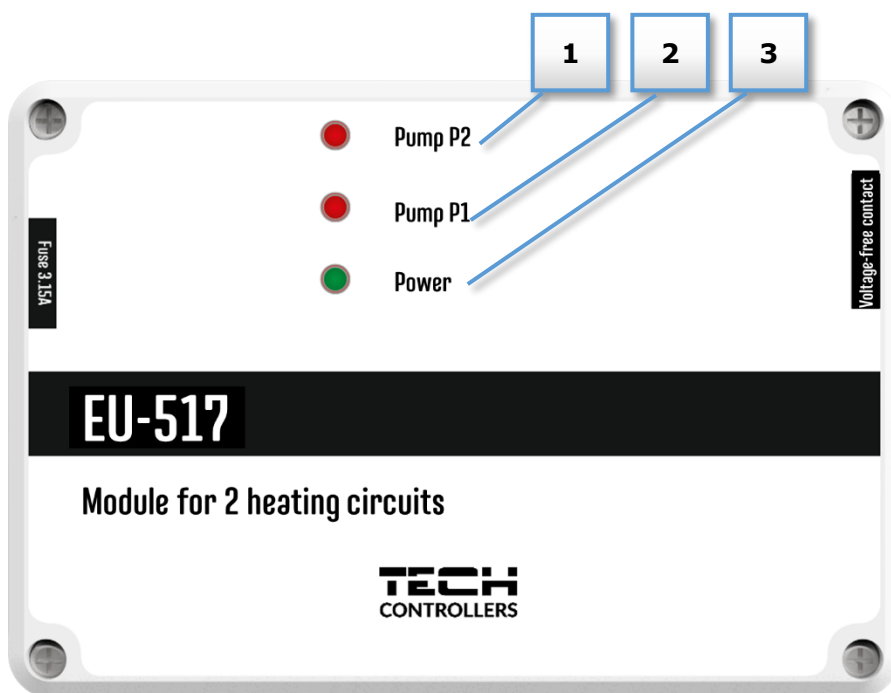 1
2
3
Pump P2
Pump P1
Power
Fuse 3.15A
Voltage-free contact
EU-517
Module for 2 heating circuits
TECH
CONTROLLERS